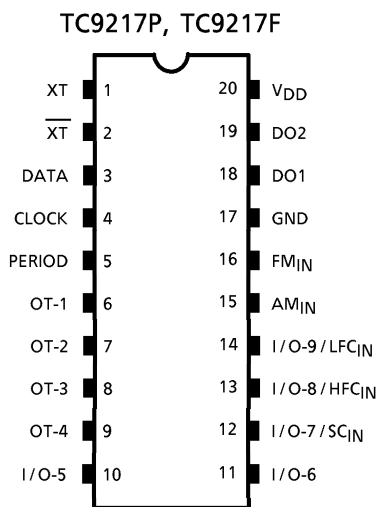 TC9217P, TC9217F
XT 1 20 VDD
XT 2 19 DO2
DATA 3 18 DO1
CLOCK 4 17 GND
PERIOD 5 16 FMIN
OT-1 6 15 AMIN
OT-2 7 14 I/O-9/LFCIN
OT-3 8 13 I/O-8/HFCIN
OT-4 9 12 I/O-7/SCIN
I/O-5 10 11 I/O-6